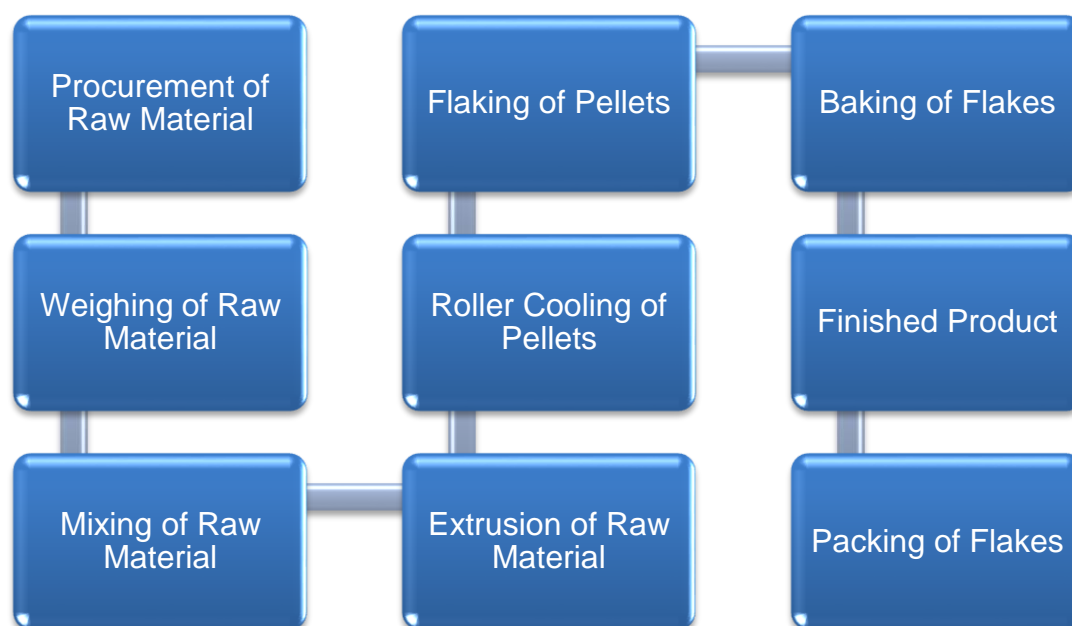 Procurement of
Raw Material
Weighing of Raw
Material
Mixing of Raw
Material
Extrusion of Raw
Material
Roller Cooling of
Pellets
Flaking of Pellets
Baking of Flakes
Finished Product
Packing of Flakes